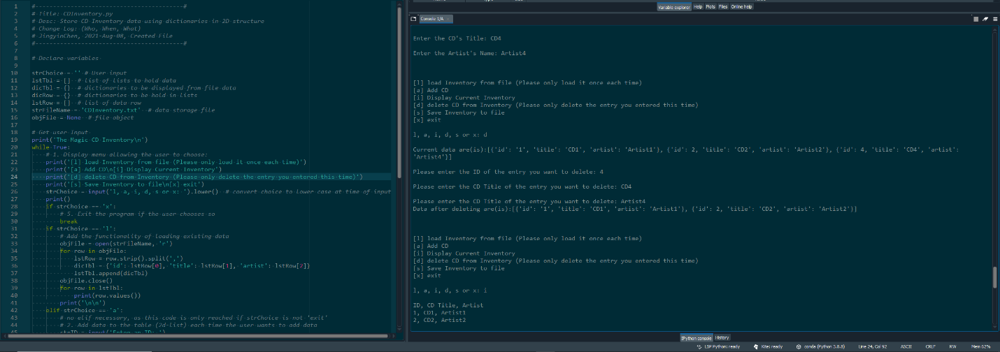 #-----------------------------------------#
# Title: CDInventory.py
# Desc: Store CD Inventory data using dictionaries in 2D structure
# Change Log: (Who, When, What)
# JingyinChen, 2021-Aug-08, Created File
#-----------------------------------------#
# Declare variables
strChoice = '' # User input
lstTbl = [] # list of lists to hold data
dicTbl = {} # dictionaries to be displayed from file data
dicRow = {} # dictionaries to be hold in lists
lstRow = [] # list of data row
strFileName = 'CDInventory.txt' # data storage file
objFile = None # file object
# Get user Input
print('The Magic CD Inventory\n')
while True:
# 1. Display menu allowing the user to choose:
print('[l] load Inventory from file (Please only load it once each time)')
print('[a] Add CD\n[i] Display Current Inventory')
print('[d] delete CD from Inventory (Please only delete the entry you entered this time)')
print('[s] Save Inventory to file\n[x] exit')
strChoice = input('l, a, i, d, s or x: ').lower() # convert choice to lower case at time of input
print()
if strChoice == 'x':
# 5. Exit the program if the user chooses so
break
if strChoice == 'l':
# Add the functionality of loading existing data
objFile = open(strFileName, 'r')
for row in objFile:
lstRow = row.strip().split(',')
dicTbl = {'id': lstRow[0], 'title': lstRow[1], 'artist': lstRow[2]}
lstTbl.append(dicTbl)
objFile.close()
for row in lstTbl:
print(row.values())
print('\n\n')
elif strChoice == 'a':
# no elif necessary, as this code is only reached if strChoice is not 'exit'
# 2. Add data to the table (2d-list) each time the user wants to add data
strID = input('Enter an ID: ')
Variable explorer Help Plots Files Online help
Console 1/A
Enter the CD's Title: CD4
Enter the Artist's Name: Artist4
[l] load Inventory from file (Please only load it once each time)
[a] Add CD
[i] Display Current Inventory
[d] delete CD from Inventory (Please only delete the entry you entered this time)
[s] Save Inventory to file
[x] exit
l, a, i, d, s or x: d
Current data are(is):[{'id': '1', 'title': 'CD1', 'artist': 'Artist1'}, {'id': 2, 'title': 'CD2', 'artist': 'Artist2'}, {'id': 4, 'title': 'CD4', 'artist':
'Artist4'}]
Please enter the ID of the entry you want to delete: 4
Please enter the CD Title of the entry you want to delete: CD4
Please enter the CD Title of the entry you want to delete: Artist4
Data after deleting are(is):[{'id': '1', 'title': 'CD1', 'artist': 'Artist1'}, {'id': 2, 'title': 'CD2', 'artist': 'Artist2'}]
[l] load Inventory from file (Please only load it once each time)
[a] Add CD
[i] Display Current Inventory
[d] delete CD from Inventory (Please only delete the entry you entered this time)
[s] Save Inventory to file
[x] exit
l, a, i, d, s or x: i
ID, CD Title, Artist
1, CD1, Artist1
2, CD2, Artist2
IPython console History
LSP Python: ready Kite: ready conda (Python 3.8.8) Line 24, Col 92 ASCII CRLF RW Mem 62%